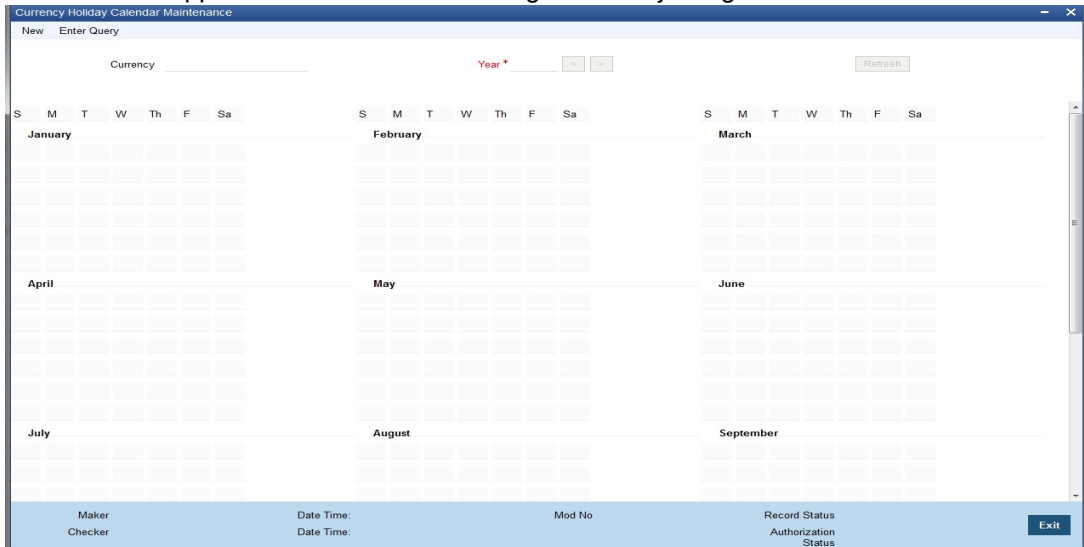 Currency Holiday Calendar Maintenance
New Enter Query
Currency Year * < > Refresh
S M T W Th F Sa S M T W Th F Sa S M T W Th F Sa
January February March
April May June
July August September
Maker Date Time: Mod No Record Status
Checker Date Time: Authorization Status
Exit